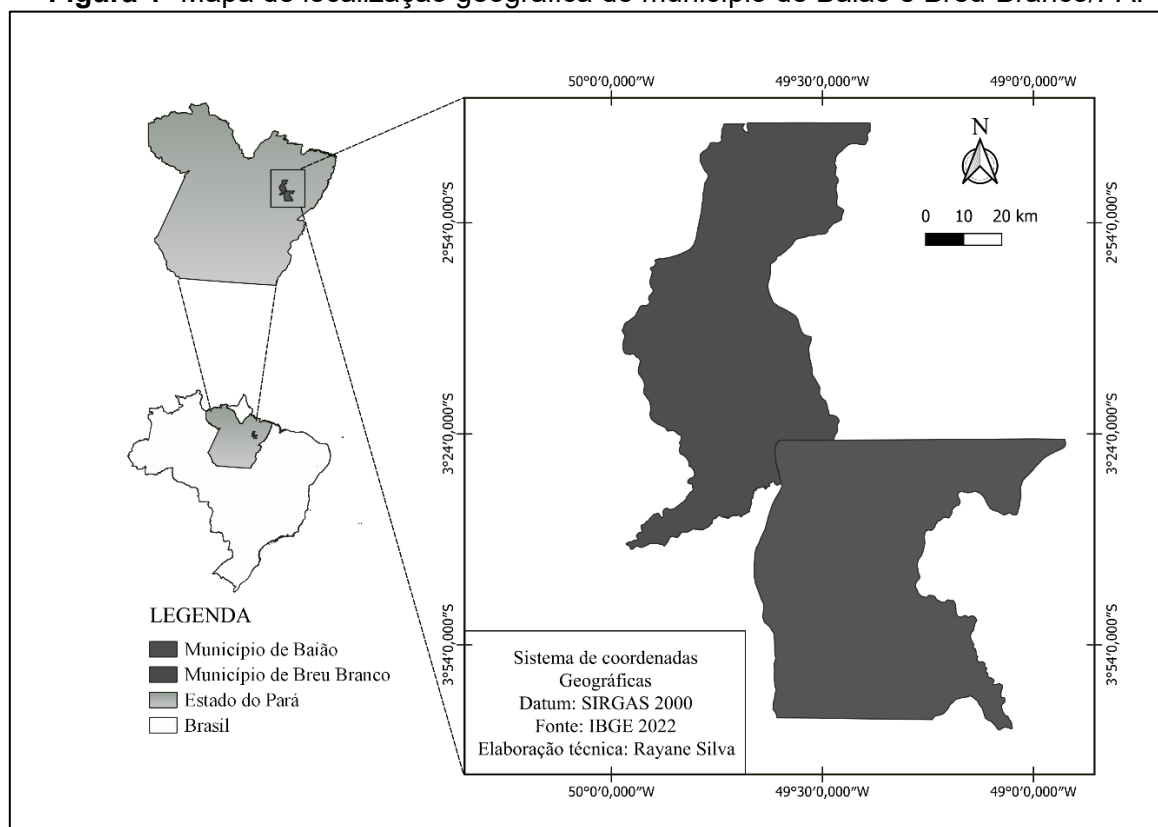 Figura 1- Mapa de localização geográfica do município de Baião e Breu Branco/PA.
50°0′0,000″W 49°30′0,000″W 49°0′0,000″W
N
0 10 20 km
2°54′0,000″S 2°54′0,000″S
3°24′0,000″S 3°24′0,000″S
3°54′0,000″S 3°54′0,000″S
LEGENDA
Município de Baião
Município de Breu Branco
Estado do Pará
Brasil
Sistema de coordenadas
Geográficas
Datum: SIRGAS 2000
Fonte: IBGE 2022
Elaboração técnica: Rayane Silva
50°0′0,000″W 49°30′0,000″W 49°0′0,000″W